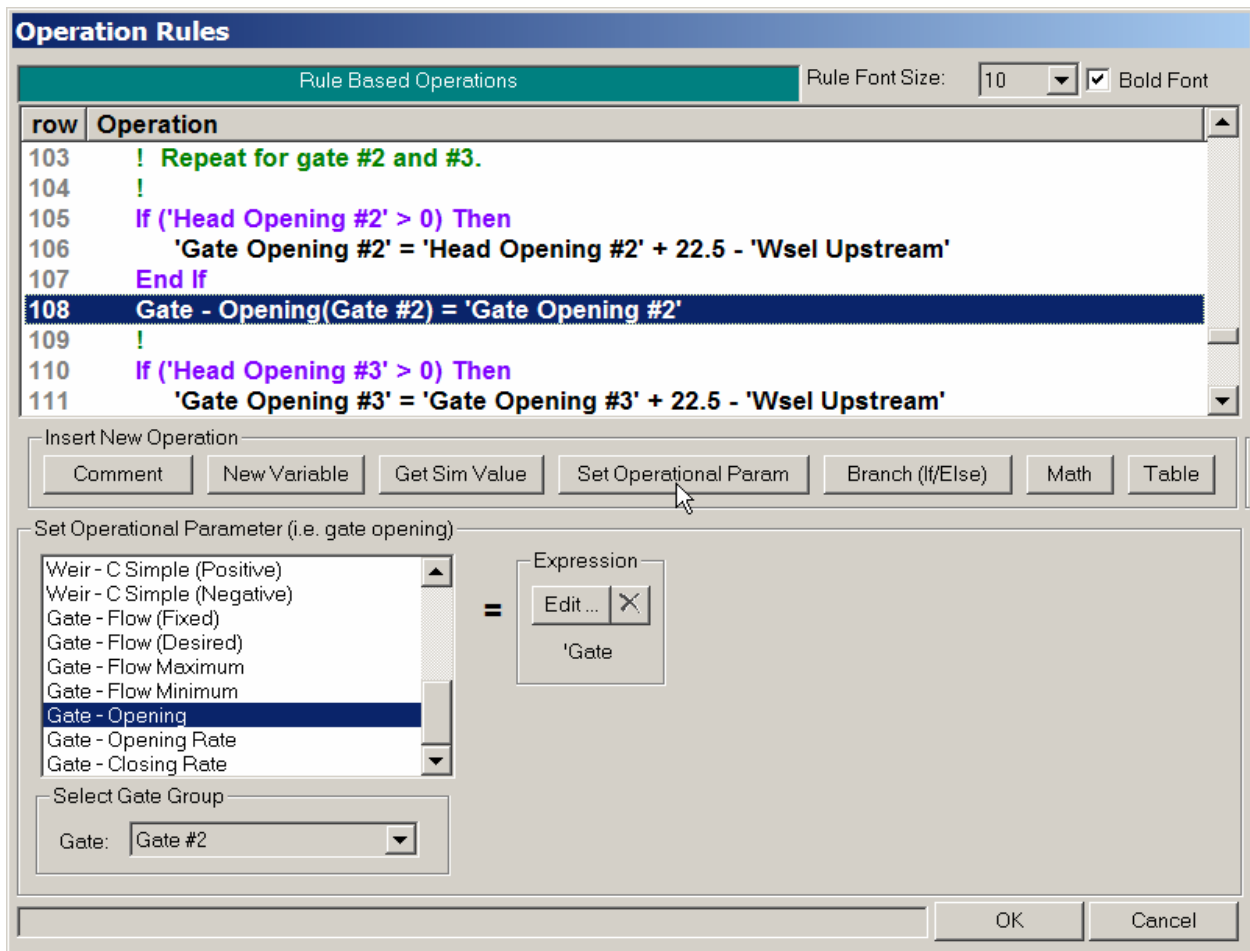 Operation Rules
Rule Based Operations Rule Font Size: 10 Bold Font
row Operation
103 ! Repeat for gate #2 and #3.
104 !
105 If ('Head Opening #2' > 0) Then
106 'Gate Opening #2' = 'Head Opening #2' + 22.5 - 'Wsel Upstream'
107 End If
108 Gate - Opening(Gate #2) = 'Gate Opening #2'
109 !
110 If ('Head Opening #3' > 0) Then
111 'Gate Opening #3' = 'Gate Opening #3' + 22.5 - 'Wsel Upstream'
Insert New Operation
Comment New Variable Get Sim Value Set Operational Param Branch (If/Else) Math Table
Set Operational Parameter (i.e. gate opening)
Weir - C Simple (Positive)
Weir - C Simple (Negative)
Gate - Flow (Fixed)
Gate - Flow (Desired)
Gate - Flow Maximum
Gate - Flow Minimum
Gate - Opening
Gate - Opening Rate
Gate - Closing Rate
=
Expression
Edit ...
'Gate
Select Gate Group
Gate: Gate #2
OK Cancel